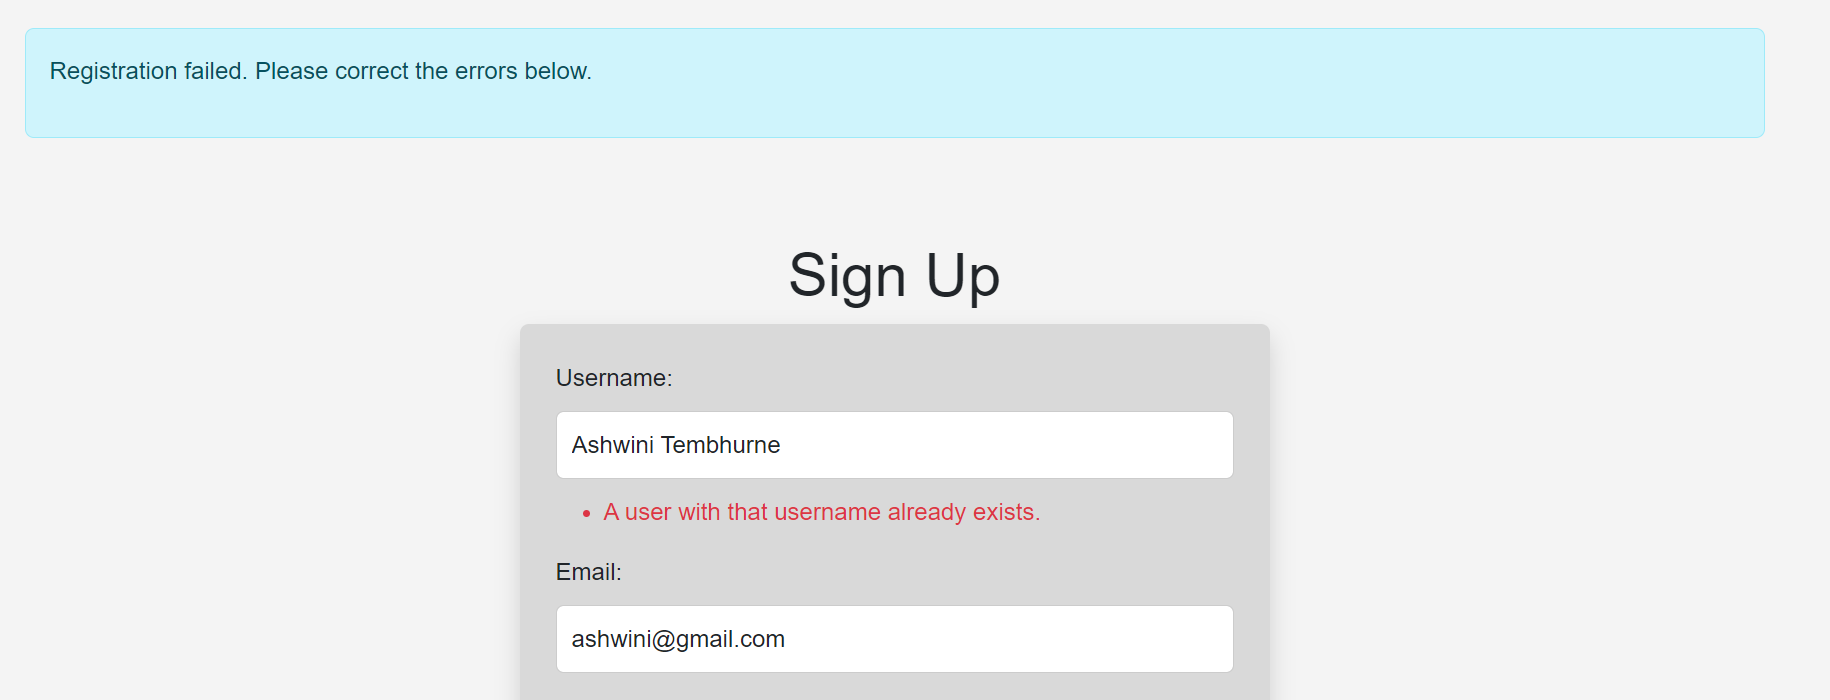 Registration failed. Please correct the errors below.
Sign Up
Username:
Ashwini Tembhurne
• A user with that username already exists.
Email:
ashwini@gmail.com